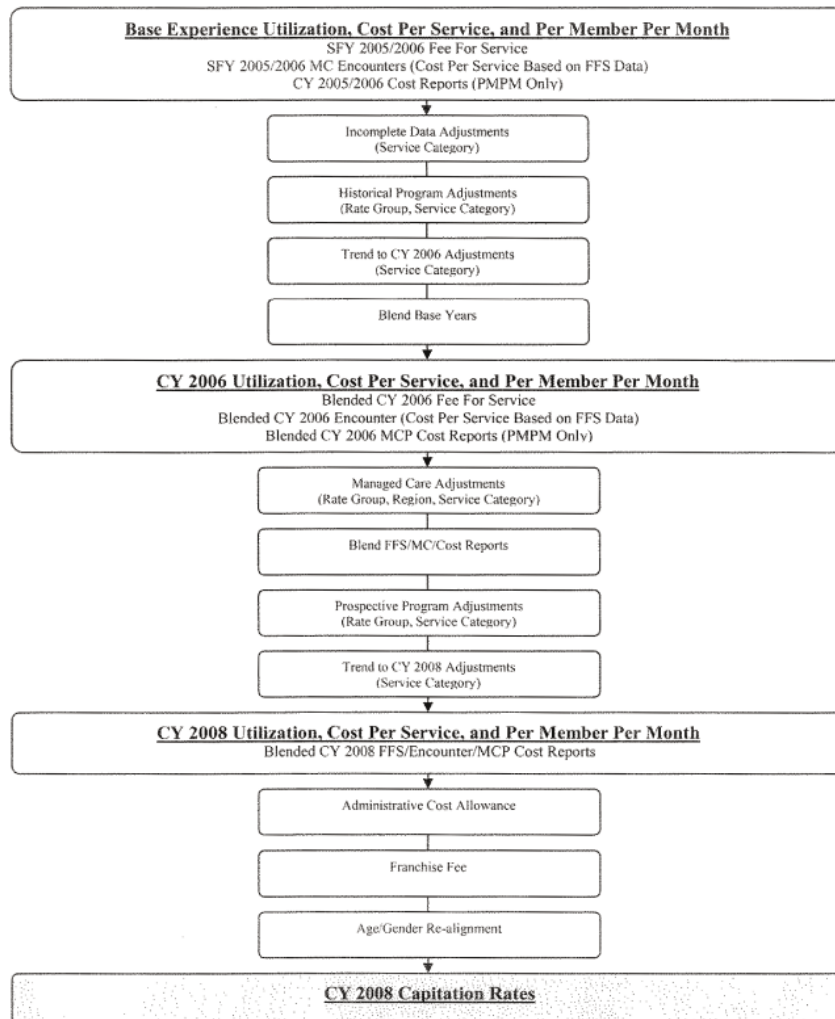 Base Experience Utilization, Cost Per Service, and Per Member Per Month
SFY 2005/2006 Fee For Service
SFY 2005/2006 MC Encounters (Cost Per Service Based on FFS Data)
CY 2005/2006 Cost Reports (PMPM Only)
Incomplete Data Adjustments
(Service Category)
Historical Program Adjustments
(Rate Group, Service Category)
Trend to CY 2006 Adjustments
(Service Category)
Blend Base Years
CY 2006 Utilization, Cost Per Service, and Per Member Per Month
Blended CY 2006 Fee For Service
Blended CY 2006 Encounter (Cost Per Service Based on FFS Data)
Blended CY 2006 MCP Cost Reports (PMPM Only)
Managed Care Adjustments
(Rate Group, Region, Service Category)
Blend FFS/MC/Cost Reports
Prospective Program Adjustments
(Rate Group, Service Category)
Trend to CY 2008 Adjustments
(Service Category)
CY 2008 Utilization, Cost Per Service, and Per Member Per Month
Blended CY 2008 FFS/Encounter/MCP Cost Reports
Administrative Cost Allowance
Franchise Fee
Age/Gender Re-alignment
CY 2008 Capitation Rates